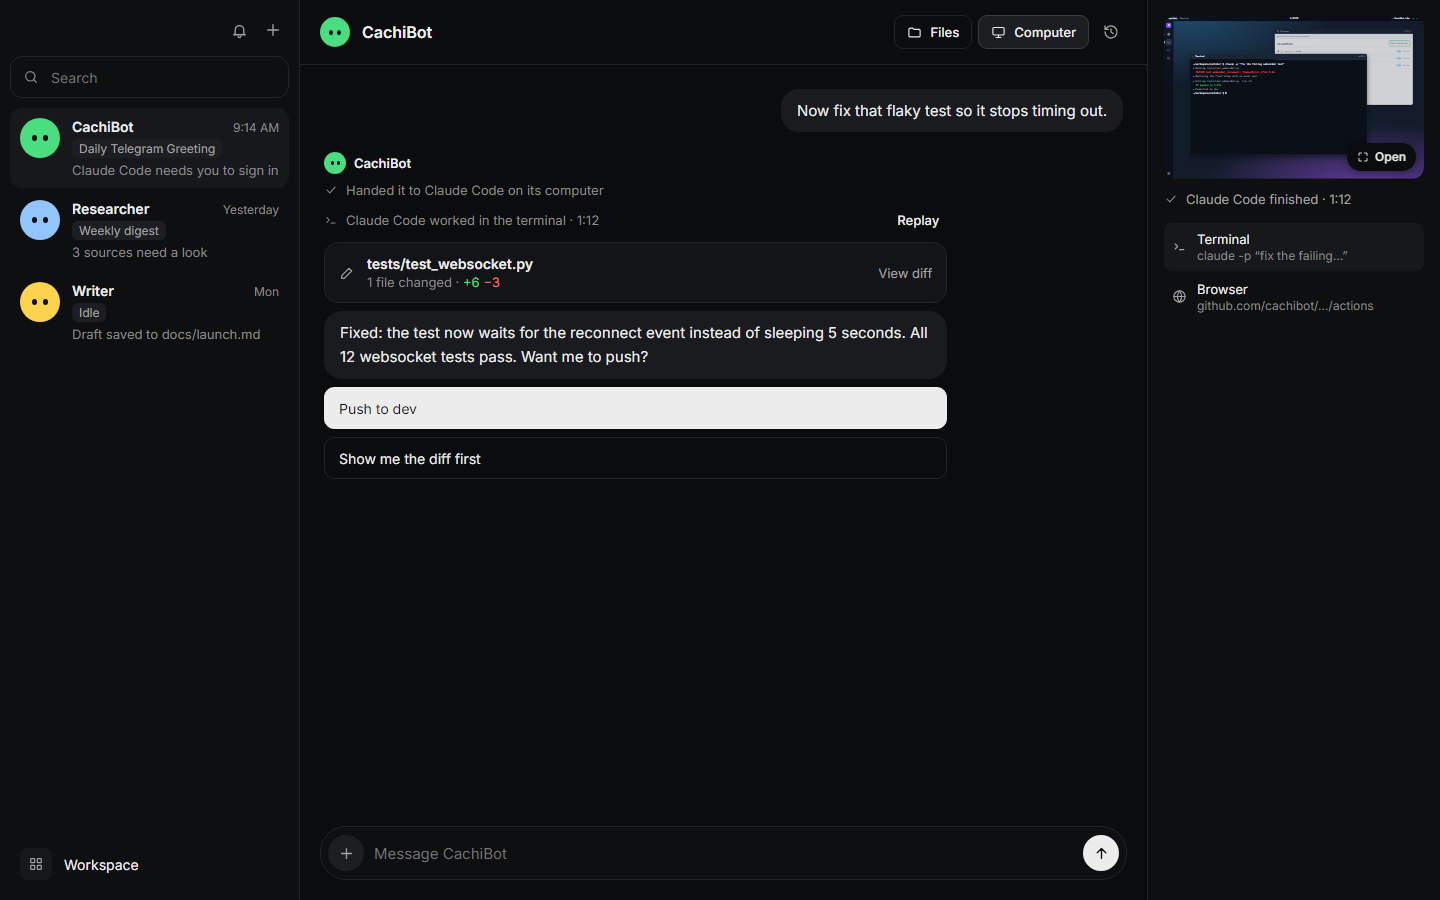 Search
CachiBot
9:14 AM
Daily Telegram Greeting
Claude Code needs you to sign in
Researcher
Yesterday
Weekly digest
3 sources need a look
Writer
Mon
Idle
Draft saved to docs/launch.md
Workspace
CachiBot
Files
Computer
Now fix that flaky test so it stops timing out.
CachiBot
Handed it to Claude Code on its computer
Claude Code worked in the terminal · 1:12
Replay
tests/test_websocket.py
1 file changed · +6 −3
View diff
Fixed: the test now waits for the reconnect event instead of sleeping 5 seconds. All
12 websocket tests pass. Want me to push?
Push to dev
Show me the diff first
Message CachiBot
Open
Claude Code finished · 1:12
Terminal
claude -p “fix the failing…”
Browser
github.com/cachibot/…/actions